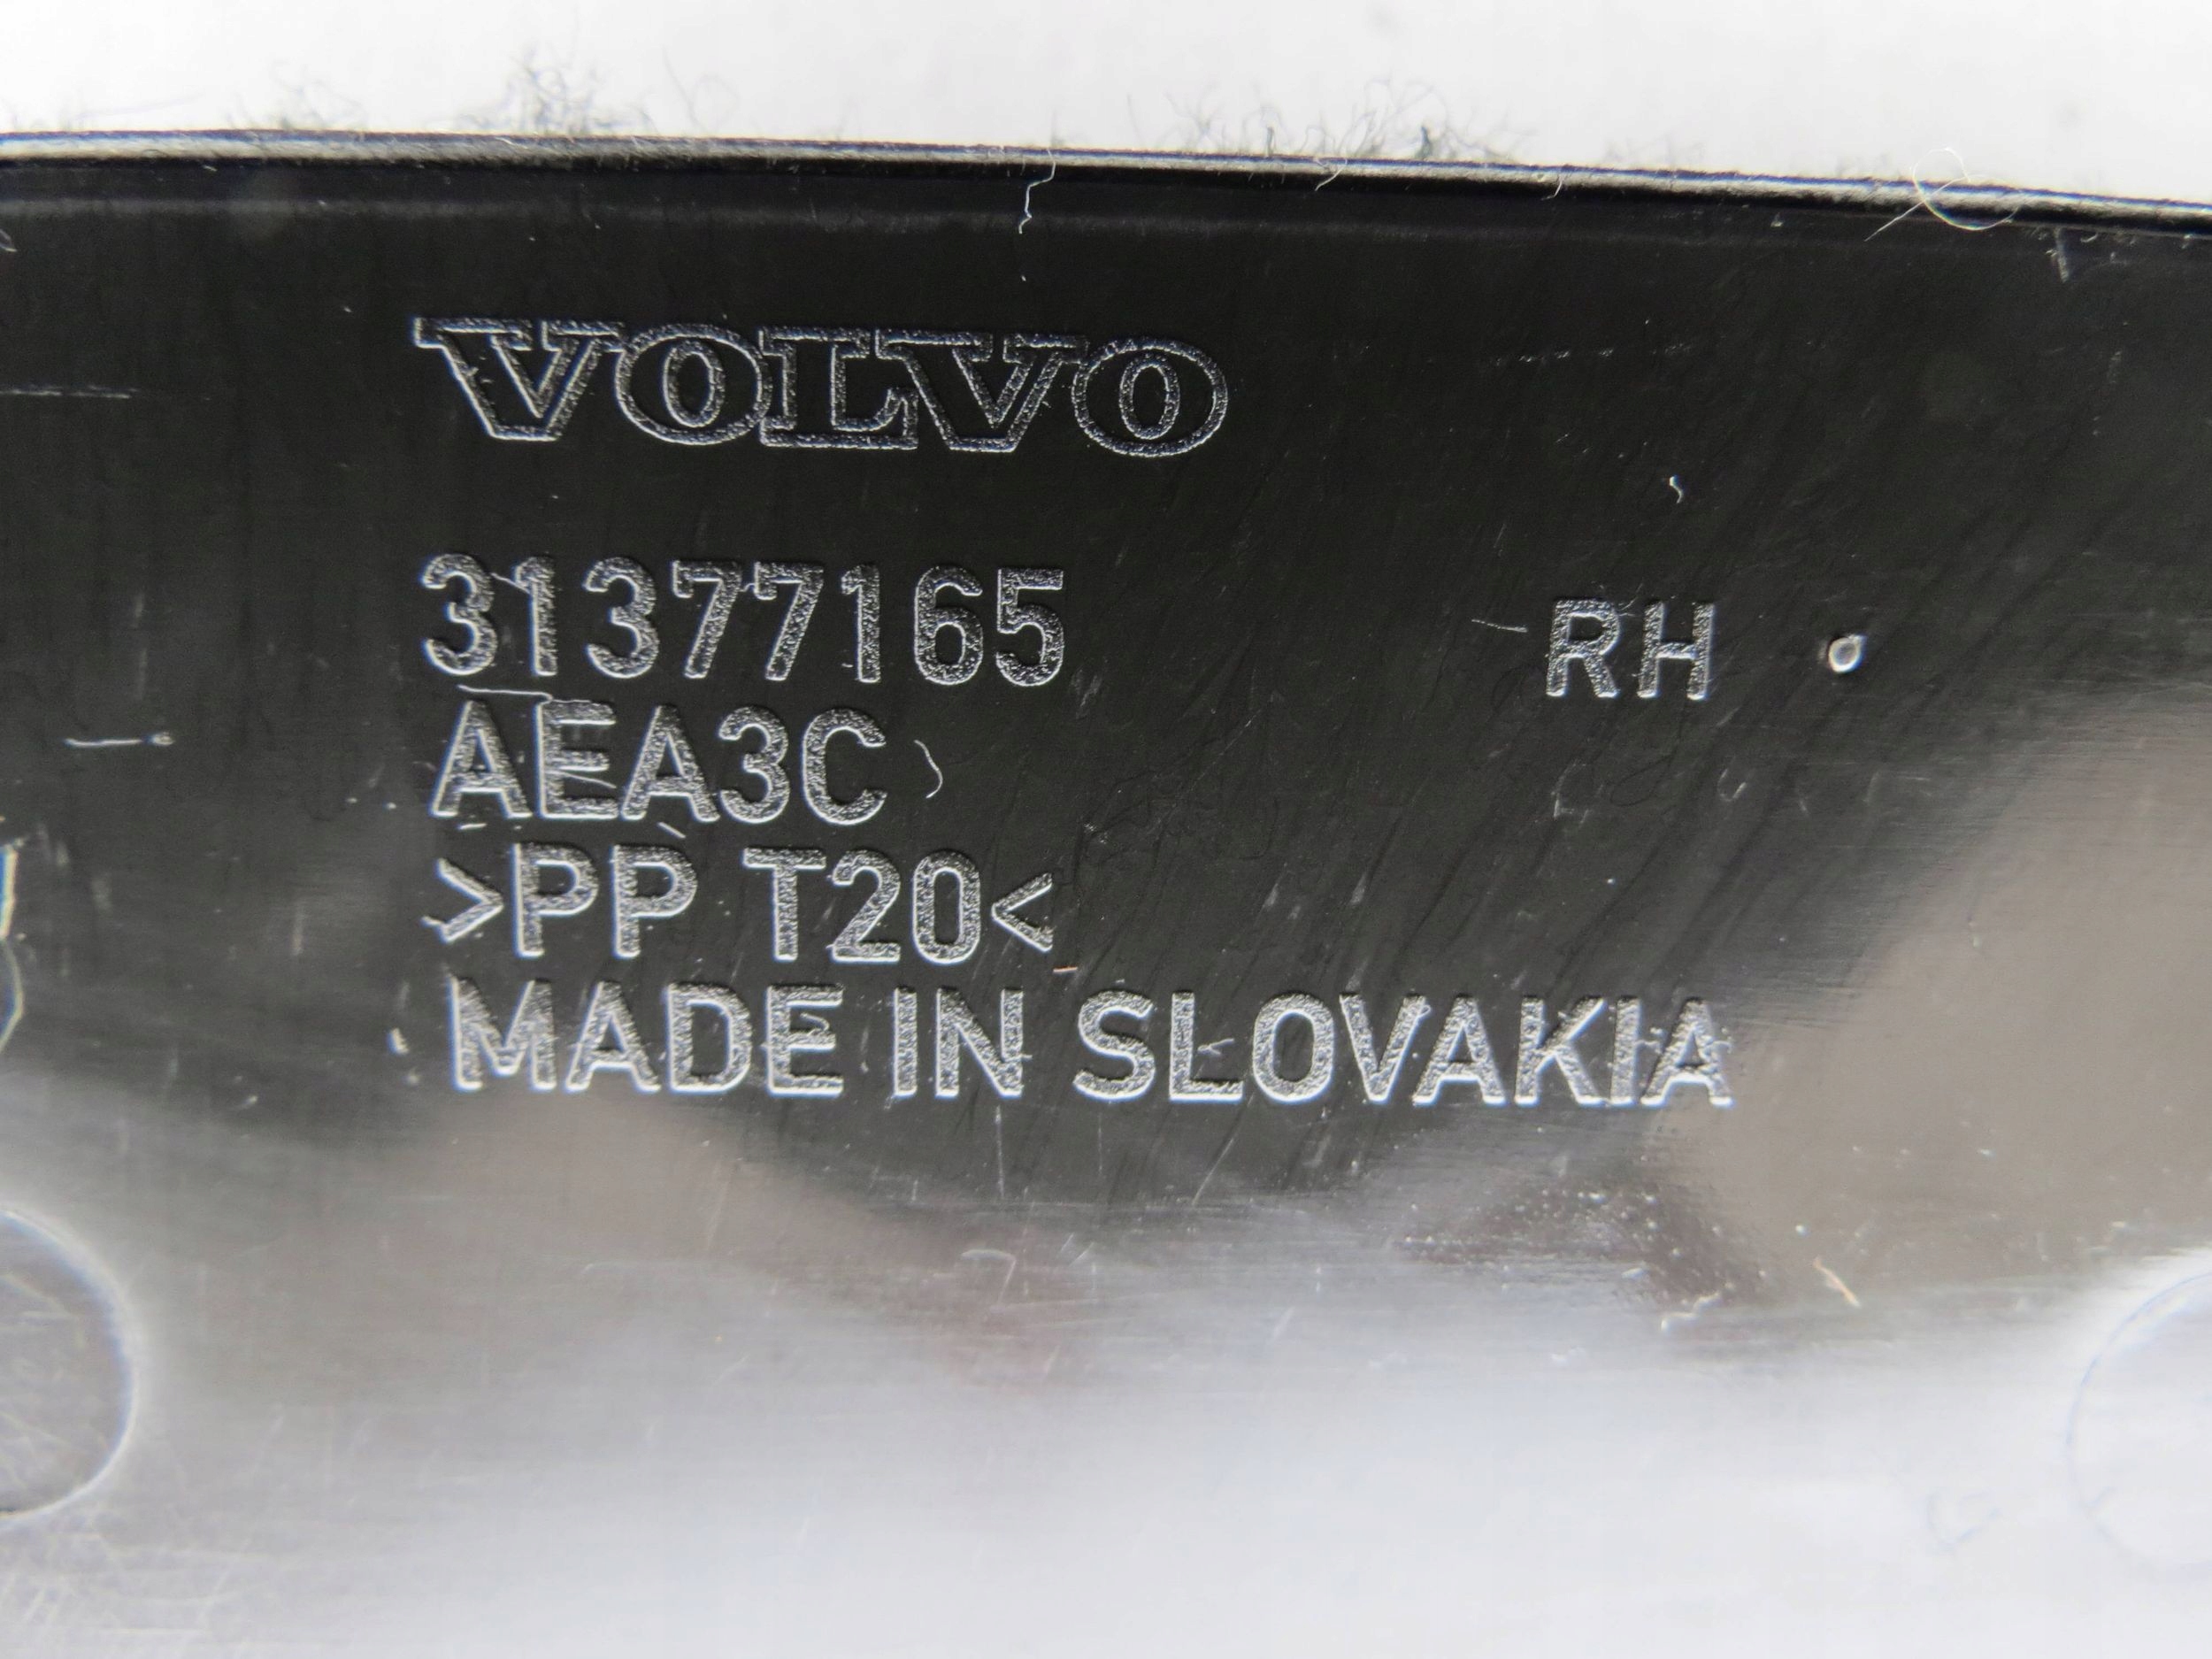 VOLVO
31377165 RH
AEA3C
>PP T20<
MADE IN SLOVAKIA